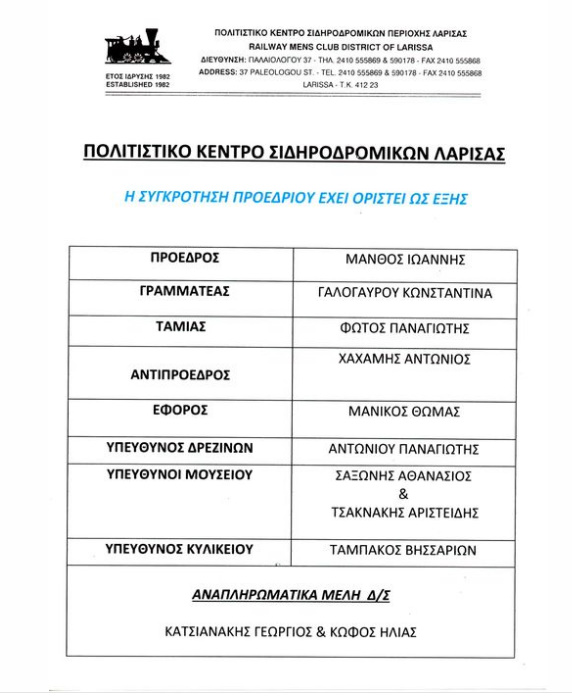 ΠΟΛΙΤΙΣΤΙΚΟ ΚΕΝΤΡΟ ΣΙΔΗΡΟΔΡΟΜΙΚΩΝ ΠΕΡΙΟΧΗΣ ΛΑΡΙΣΑΣ
RAILWAY MENS CLUB DISTRICT OF LARISSA
ΔΙΕΥΘΥΝΣΗ: ΠΑΛΑΙΟΛΟΓΟΥ 37 - ΤΗΛ. 2410 555869 & 590178 - FAX 2410 555868
ADDRESS: 37 PALEOLOGOU ST. - TEL. 2410 555869 & 590178 - FAX 2410 555868
LARISSA - T.K. 412 23
ΕΤΟΣ ΙΔΡΥΣΗΣ 1982
ESTABLISHED 1982
ΠΟΛΙΤΙΣΤΙΚΟ ΚΕΝΤΡΟ ΣΙΔΗΡΟΔΡΟΜΙΚΩΝ ΛΑΡΙΣΑΣ
Η ΣΥΓΚΡΟΤΗΣΗ ΠΡΟΕΔΡΙΟΥ ΕΧΕΙ ΟΡΙΣΤΕΙ ΩΣ ΕΞΗΣ
ΠΡΟΕΔΡΟΣ ΜΑΝΘΟΣ ΙΩΑΝΝΗΣ
ΓΡΑΜΜΑΤΕΑΣ ΓΑΛΟΓΑΥΡΟΥ ΚΩΝΣΤΑΝΤΙΝΑ
ΤΑΜΙΑΣ ΦΩΤΟΣ ΠΑΝΑΓΙΩΤΗΣ
ΑΝΤΙΠΡΟΕΔΡΟΣ ΧΑΧΑΜΗΣ ΑΝΤΩΝΙΟΣ
ΕΦΟΡΟΣ ΜΑΝΙΚΟΣ ΘΩΜΑΣ
ΥΠΕΥΘΥΝΟΣ ΔΡΕΖΙΝΩΝ ΑΝΤΩΝΙΟΥ ΠΑΝΑΓΙΩΤΗΣ
ΥΠΕΥΘΥΝΟΙ ΜΟΥΣΕΙΟΥ ΣΑΞΩΝΗΣ ΑΘΑΝΑΣΙΟΣ
&
ΤΣΑΚΝΑΚΗΣ ΑΡΙΣΤΕΙΔΗΣ
ΥΠΕΥΘΥΝΟΣ ΚΥΛΙΚΕΙΟΥ ΤΑΜΠΑΚΟΣ ΒΗΣΣΑΡΙΩΝ
ΑΝΑΠΛΗΡΩΜΑΤΙΚΑ ΜΕΛΗ Δ/Σ
ΚΑΤΣΙΑΝΑΚΗΣ ΓΕΩΡΓΙΟΣ & ΚΩΦΟΣ ΗΛΙΑΣ